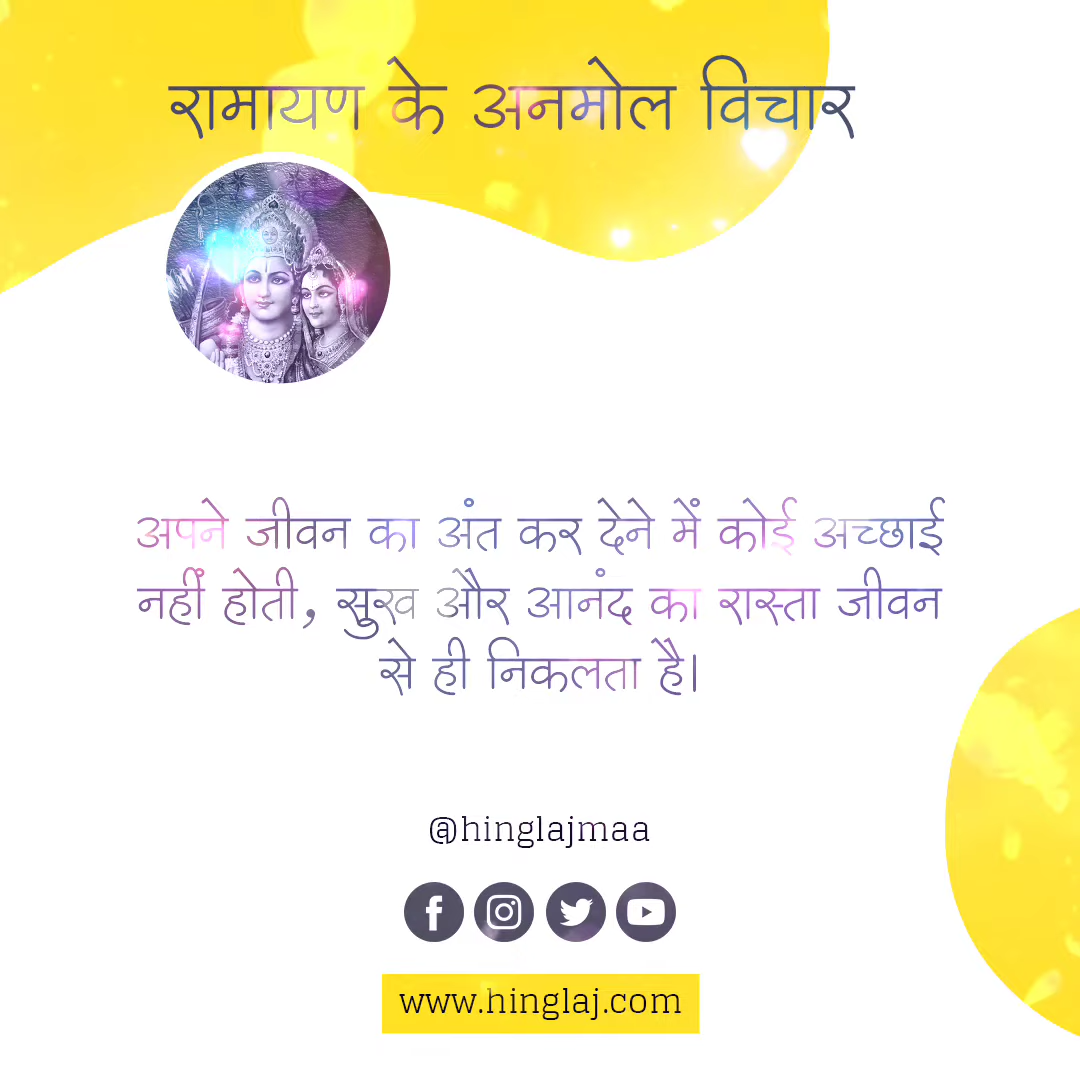 रामायण के अनमोल विचार
अपने जीवन का अंत कर देने में कोई अच्छाई
नहीं होती, सुख और आनंद का रास्ता जीवन
से ही निकलता है।
@hinglajmaa
www.hinglaj.com